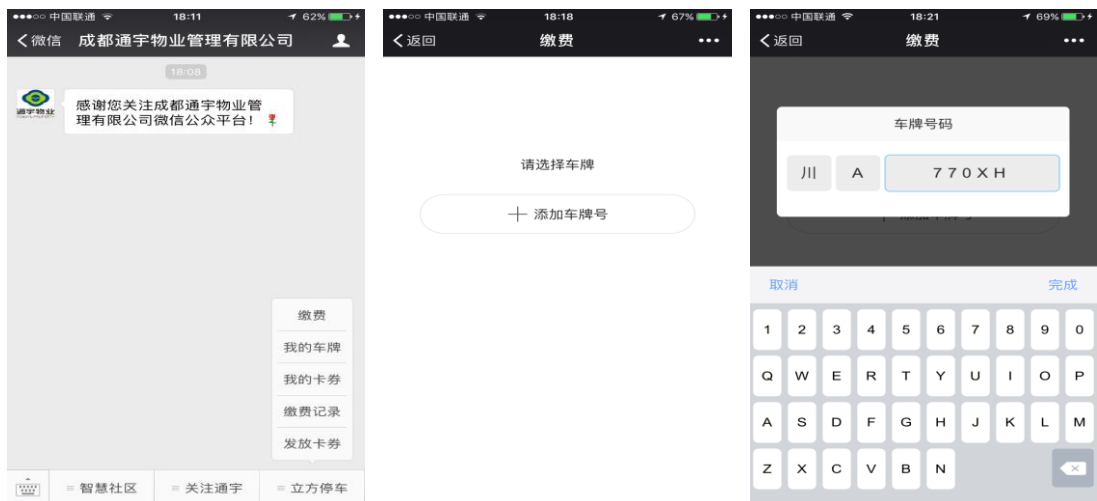 中国联通 18:11 62%
微信 成都通宇物业管理有限公司
18:08
通宇物业
感谢您关注成都通宇物业管
理有限公司微信公众平台！
缴费
我的车牌
我的卡券
缴费记录
发放卡券
智慧社区 关注通宇 立方停车
中国联通 18:18 67%
返回 缴费
请选择车牌
添加车牌号
中国联通 18:21 69%
返回 缴费
车牌号码
川 A 770XH
取消 完成
1 2 3 4 5 6 7 8 9 0
Q W E R T Y U I O P
A S D F G H J K L M
Z X C V B N